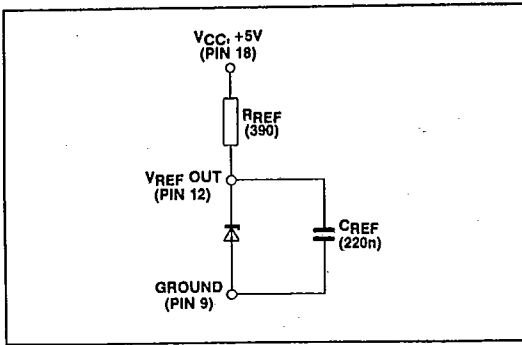 VCC, +5V
(PIN 18)
RREF
(390)
VREF OUT
(PIN 12)
CREF
(220n)
GROUND
(PIN 9)